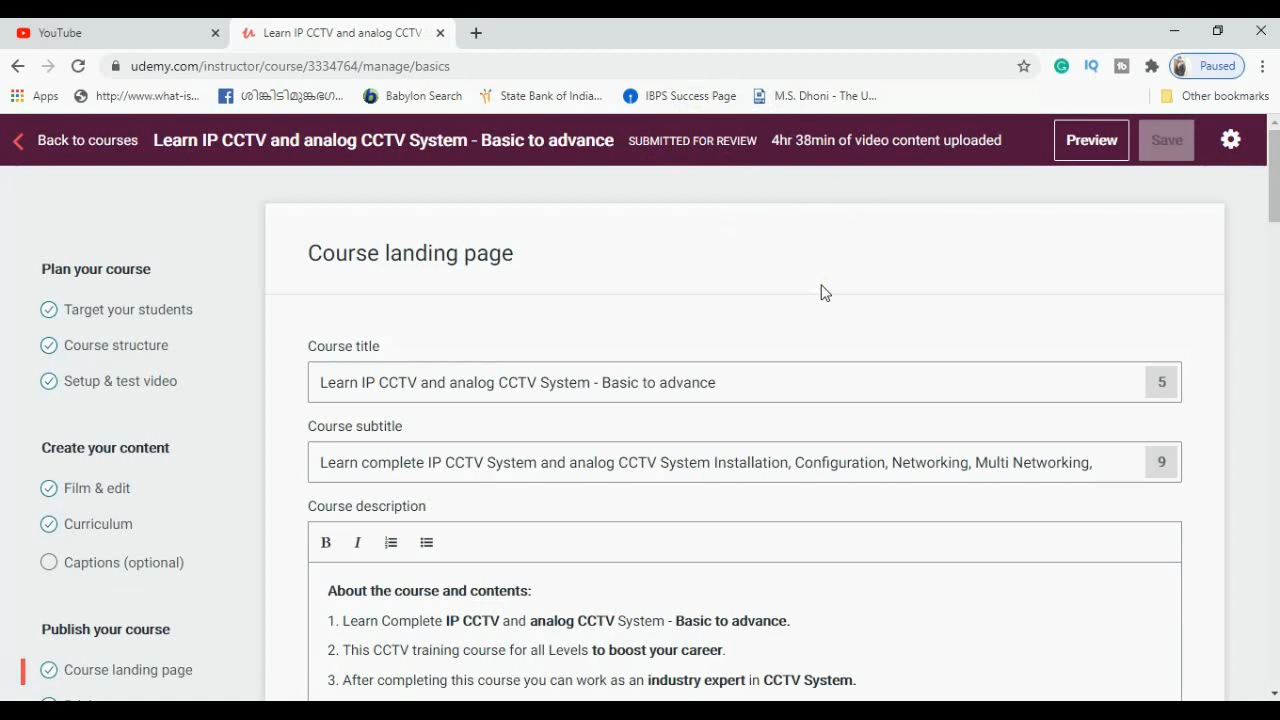 YouTube
Learn IP CCTV and analog CCTV
udemy.com/instructor/course/3334764/manage/basics
IQ
Paused
Apps
http://www.what-is...
ശിങ്കിടിമുങ്കഗ...
Babylon Search
State Bank of India...
IBPS Success Page
M.S. Dhoni - The U...
Other bookmarks
Back to courses
Learn IP CCTV and analog CCTV System - Basic to advance
SUBMITTED FOR REVIEW
4hr 38min of video content uploaded
Preview
Save
Plan your course
Target your students
Course structure
Setup & test video
Create your content
Film & edit
Curriculum
Captions (optional)
Publish your course
Course landing page
Course landing page
Course title
Learn IP CCTV and analog CCTV System - Basic to advance
5
Course subtitle
Learn complete IP CCTV System and analog CCTV System Installation, Configuration, Networking, Multi Networking,
9
Course description
B I
About the course and contents:
1. Learn Complete IP CCTV and analog CCTV System - Basic to advance.
2. This CCTV training course for all Levels to boost your career.
3. After completing this course you can work as an industry expert in CCTV System.